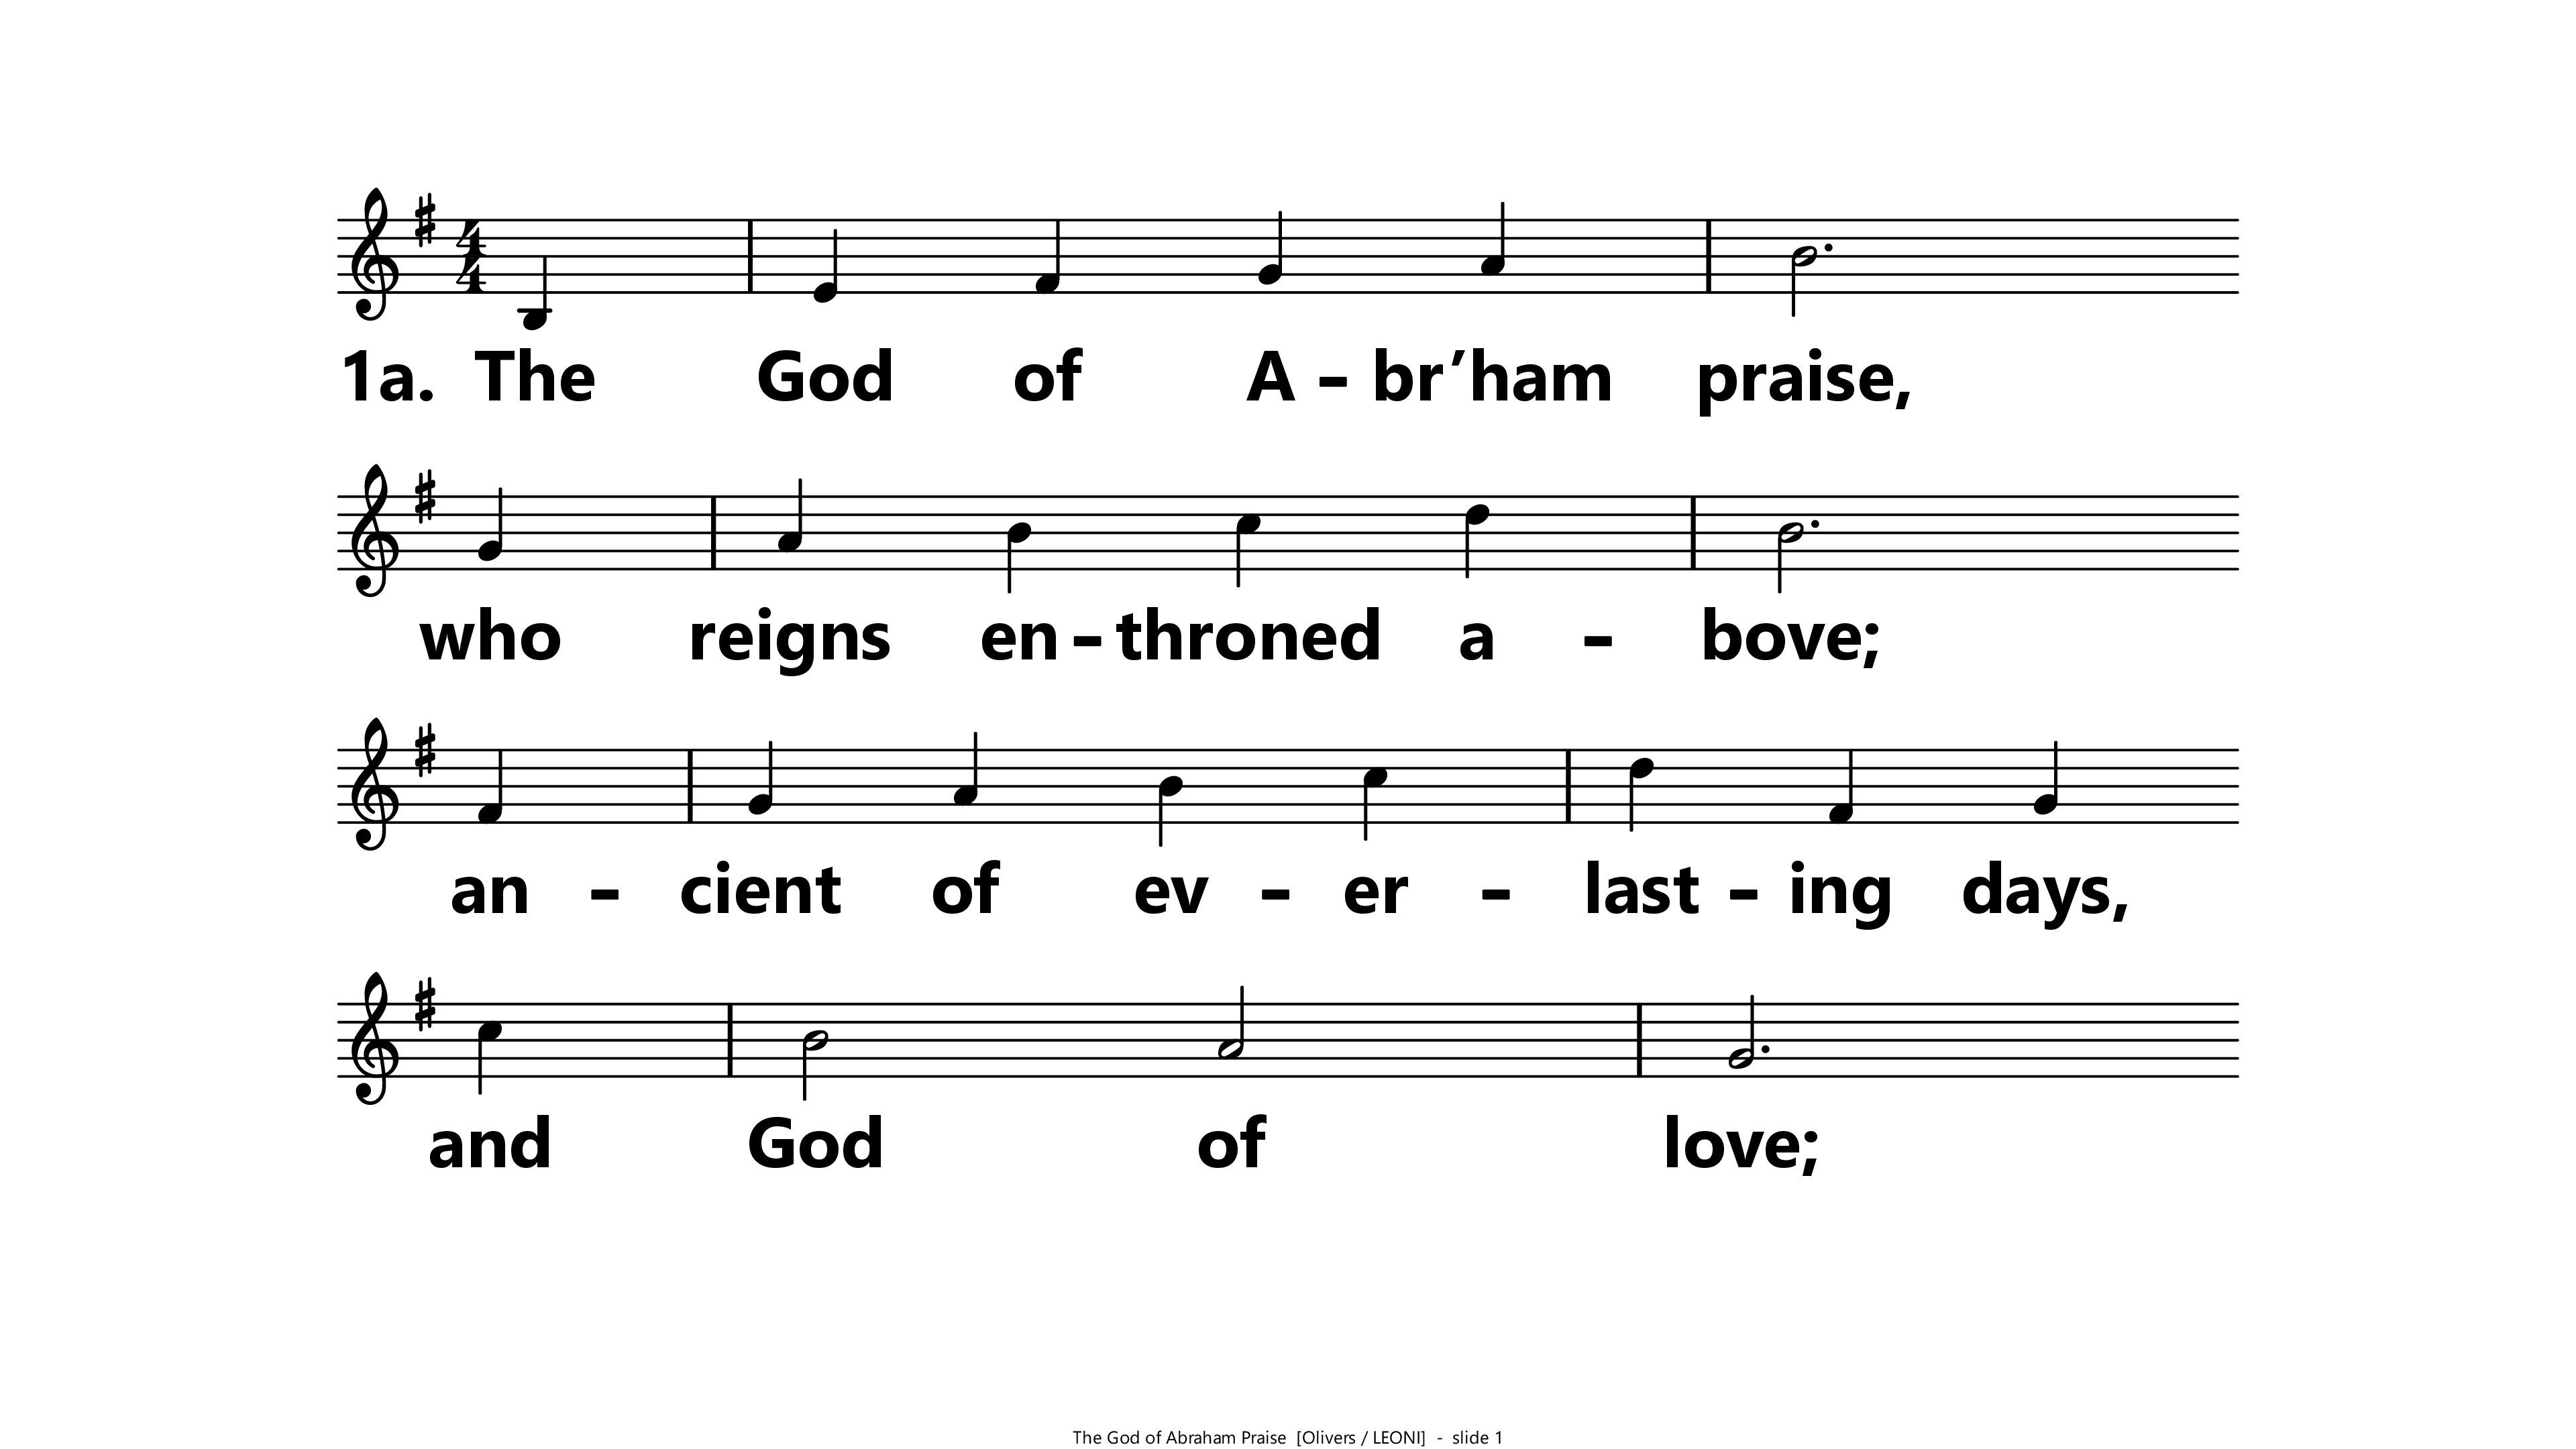 1a. The God of A - br’ham praise,
who reigns en - throned a - bove;
an - cient of ev - er - last - ing days,
and God of love;
The God of Abraham Praise [Olivers / LEONI] - slide 1